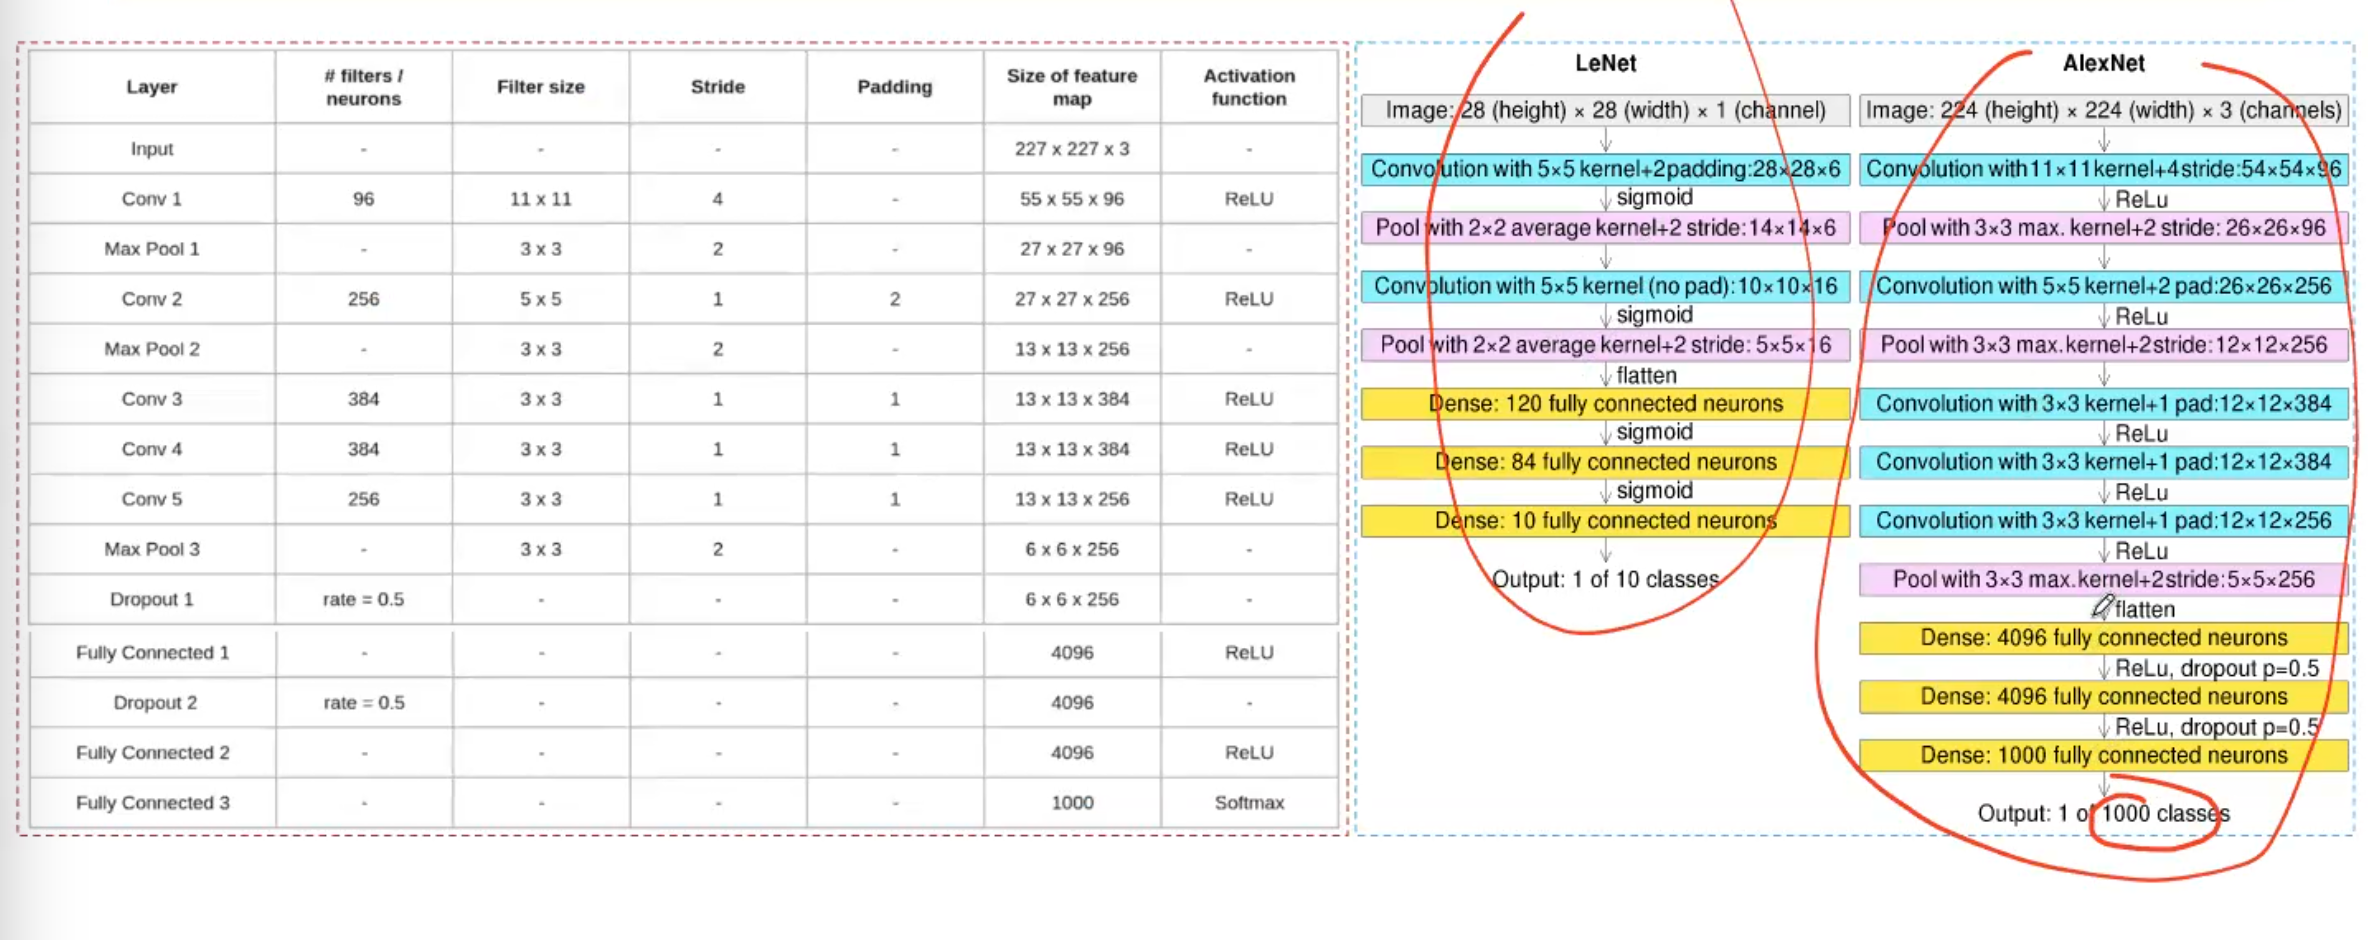 Layer # filters / neurons Filter size Stride Padding Size of feature map Activation function
Input - - - - 227 x 227 x 3 -
Conv 1 96 11 x 11 4 - 55 x 55 x 96 ReLU
Max Pool 1 - 3 x 3 2 - 27 x 27 x 96 -
Conv 2 256 5 x 5 1 2 27 x 27 x 256 ReLU
Max Pool 2 - 3 x 3 2 - 13 x 13 x 256 -
Conv 3 384 3 x 3 1 1 13 x 13 x 384 ReLU
Conv 4 384 3 x 3 1 1 13 x 13 x 384 ReLU
Conv 5 256 3 x 3 1 1 13 x 13 x 256 ReLU
Max Pool 3 - 3 x 3 2 - 6 x 6 x 256 -
Dropout 1 rate = 0.5 - - - 6 x 6 x 256 -
Fully Connected 1 - - - - 4096 ReLU
Dropout 2 rate = 0.5 - - - 4096 -
Fully Connected 2 - - - - 4096 ReLU
Fully Connected 3 - - - - 1000 Softmax
LeNet
Image: 28 (height) × 28 (width) × 1 (channel)
Convolution with 5×5 kernel+2padding:28×28×6
sigmoid
Pool with 2×2 average kernel+2 stride:14×14×6
Convolution with 5×5 kernel (no pad):10×10×16
sigmoid
Pool with 2×2 average kernel+2 stride: 5×5×16
flatten
Dense: 120 fully connected neurons
sigmoid
Dense: 84 fully connected neurons
sigmoid
Dense: 10 fully connected neurons
Output: 1 of 10 classes
AlexNet
Image: 224 (height) × 224 (width) × 3 (channels)
Convolution with 11×11 kernel+4 stride:54×54×96
ReLu
Pool with 3×3 max. kernel+2 stride: 26×26×96
Convolution with 5×5 kernel+2 pad:26×26×256
ReLu
Pool with 3×3 max.kernel+2stride:12×12×256
Convolution with 3×3 kernel+1 pad:12×12×384
ReLu
Convolution with 3×3 kernel+1 pad:12×12×384
ReLu
Convolution with 3×3 kernel+1 pad:12×12×256
ReLu
Pool with 3×3 max.kernel+2stride:5×5×256
flatten
Dense: 4096 fully connected neurons
ReLu, dropout p=0.5
Dense: 4096 fully connected neurons
ReLu, dropout p=0.5
Dense: 1000 fully connected neurons
Output: 1 of 1000 classes